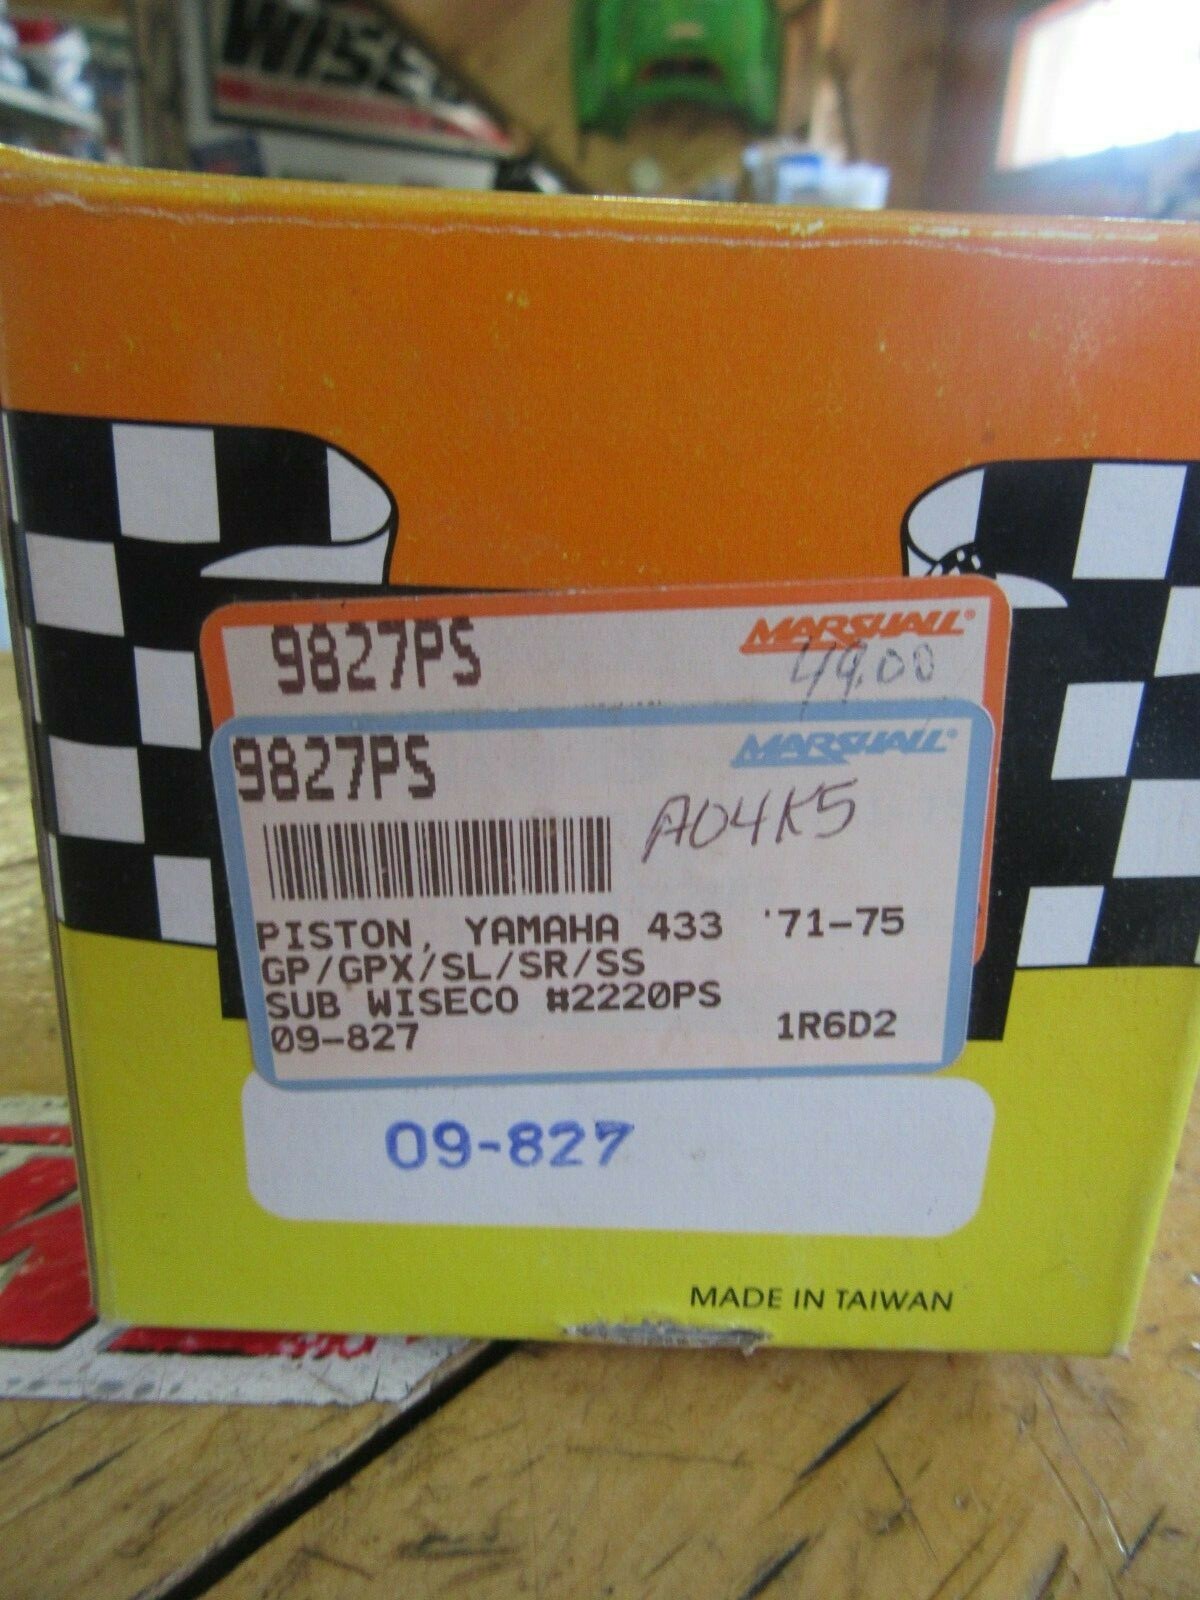 9827PS MARSHALL®
49.00
9827PS MARSHALL®
A04K5
PISTON, YAMAHA 433 '71-75
GP/GPX/SL/SR/SS
SUB WISECO #2220PS
09-827 1R6D2
09-827
MADE IN TAIWAN